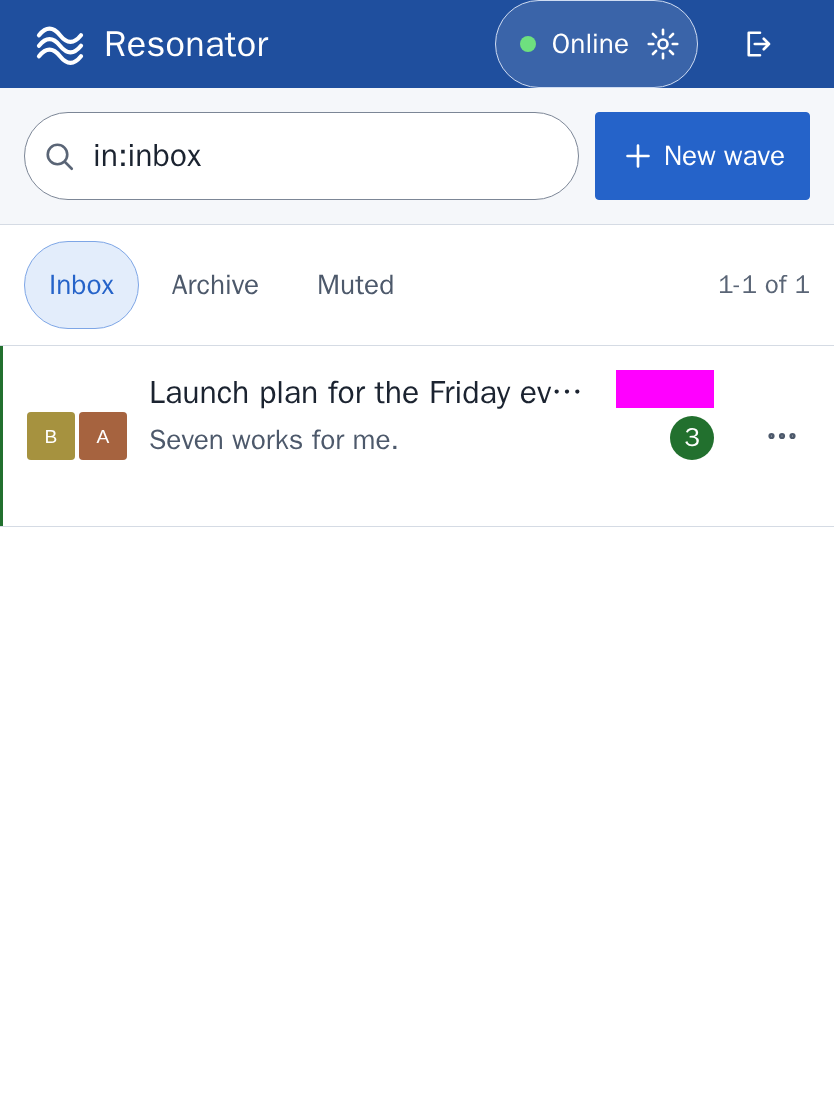 Resonator
Online
in:inbox
New wave
Inbox
Archive
Muted
1-1 of 1
Launch plan for the Friday ev…
B
A
Seven works for me.
3